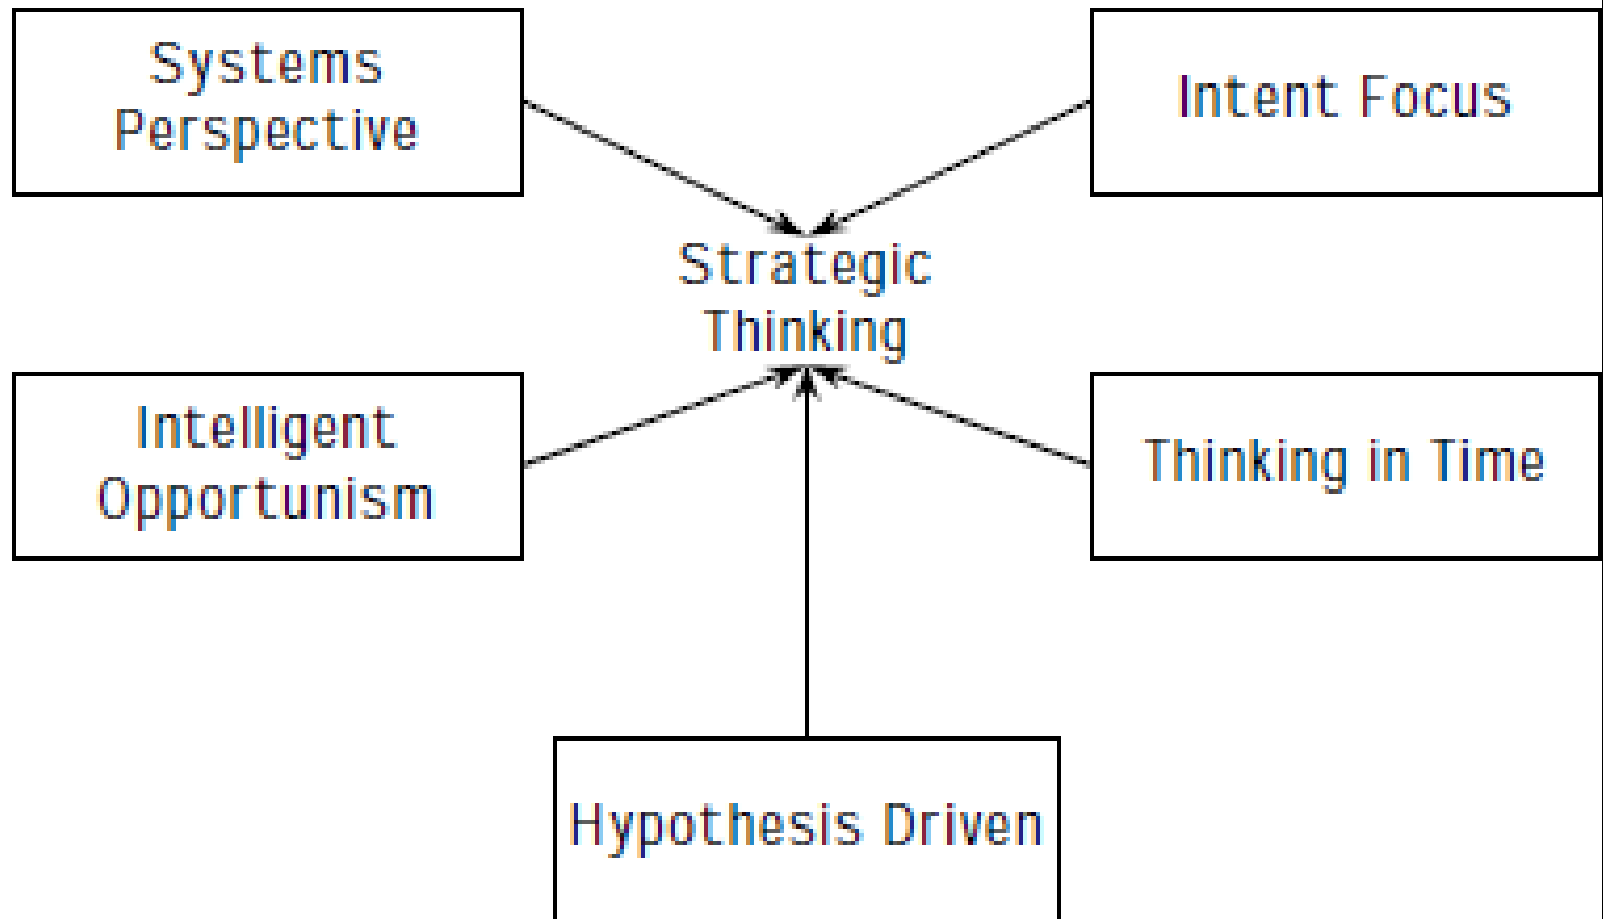 Systems
Perspective
Intent Focus
Strategic
Thinking
Intelligent
Opportunism
Thinking in Time
Hypothesis Driven